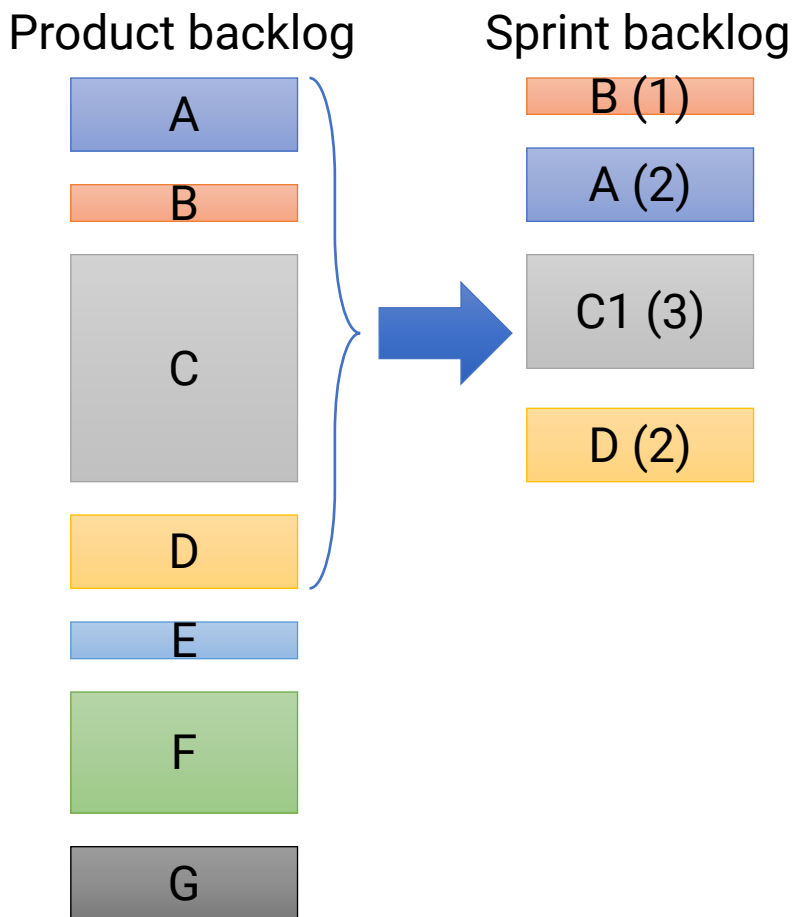 Product backlog
A
B
C
D
E
F
G
Sprint backlog
B (1)
A (2)
C1 (3)
D (2)